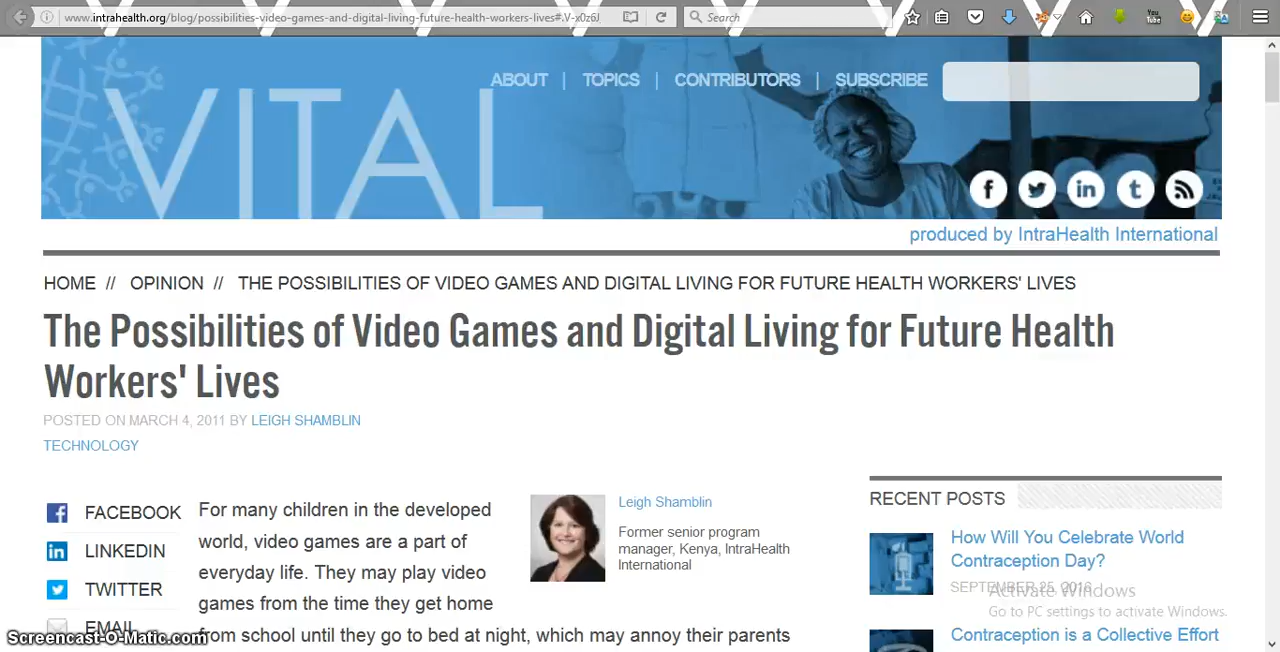 www.intrahealth.org/blog/possibilities-video-games-and-digital-living-future-health-workers-lives#.V-x0z6J
Search
You Tube
VITAL
ABOUT | TOPICS | CONTRIBUTORS | SUBSCRIBE
produced by IntraHealth International
HOME // OPINION // THE POSSIBILITIES OF VIDEO GAMES AND DIGITAL LIVING FOR FUTURE HEALTH WORKERS' LIVES
The Possibilities of Video Games and Digital Living for Future Health
Workers' Lives
POSTED ON MARCH 4, 2011 BY LEIGH SHAMBLIN
TECHNOLOGY
FACEBOOK
LINKEDIN
TWITTER
EMAIL
For many children in the developed
world, video games are a part of
everyday life. They may play video
games from the time they get home
from school until they go to bed at night, which may annoy their parents
Leigh Shamblin
Former senior program
manager, Kenya, IntraHealth
International
RECENT POSTS
How Will You Celebrate World
Contraception Day?
SEPTEMBER 25, 2016
Contraception is a Collective Effort
Activate Windows
Go to PC settings to activate Windows.
Screencast-O-Matic.com